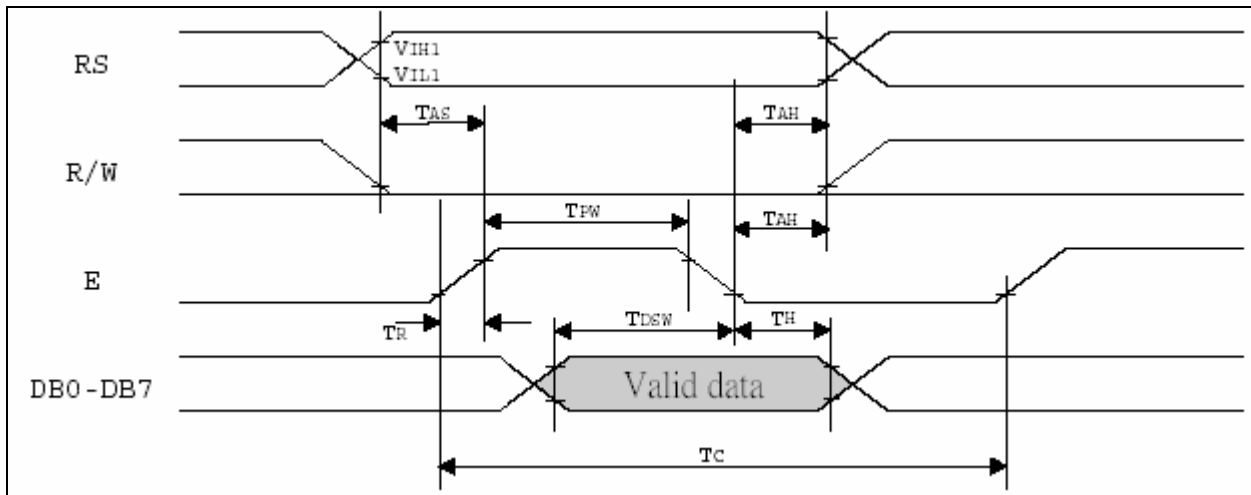 RS
VIH1
VIL1
TAS
TAH
R/W
TPW
TAH
E
TR
TDSW
TH
DB0-DB7
Valid data
TC